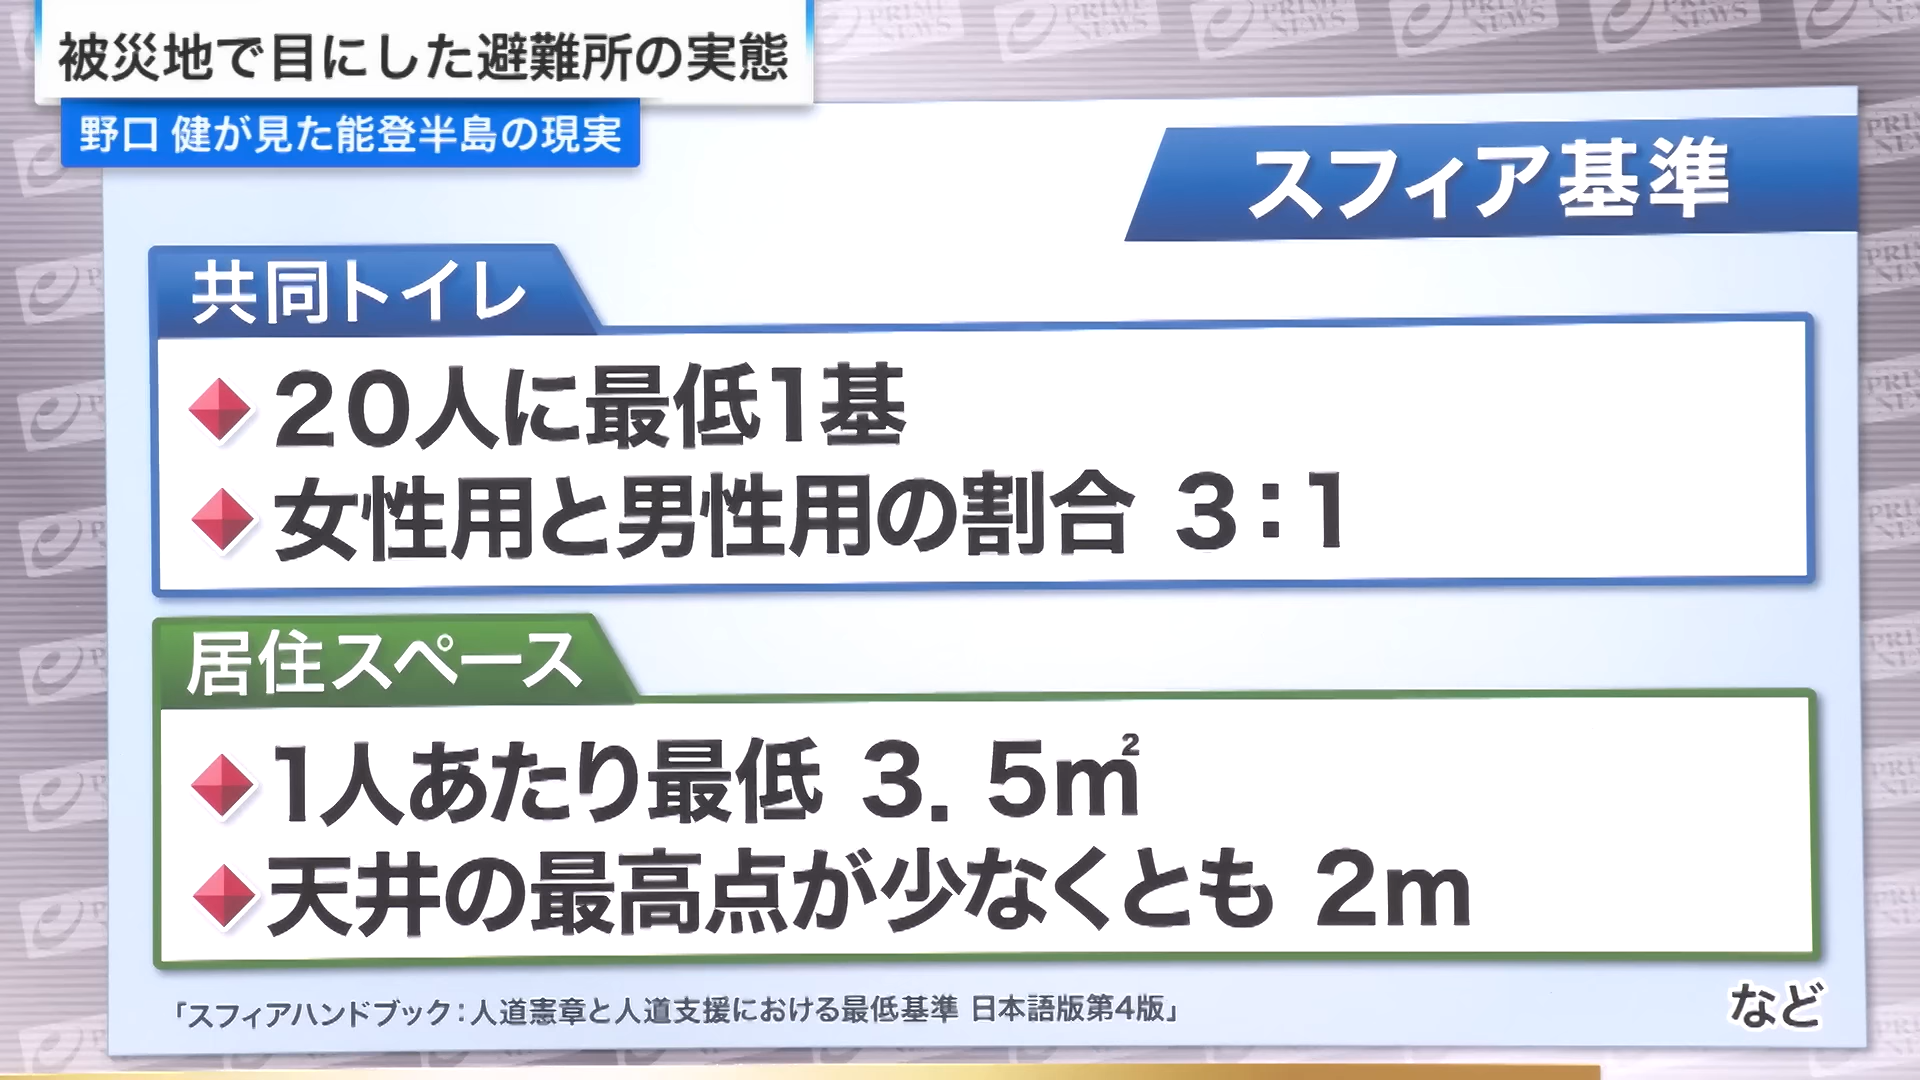 被災地で目にした避難所の実態
野口 健が見た能登半島の現実
スフィア基準
共同トイレ
20人に最低1基
女性用と男性用の割合 3:1
居住スペース
1人あたり最低 3.5㎡
天井の最高点が少なくとも 2m
「スフィアハンドブック:人道憲章と人道支援における最低基準 日本語版第4版」
など
PRIME NEWS